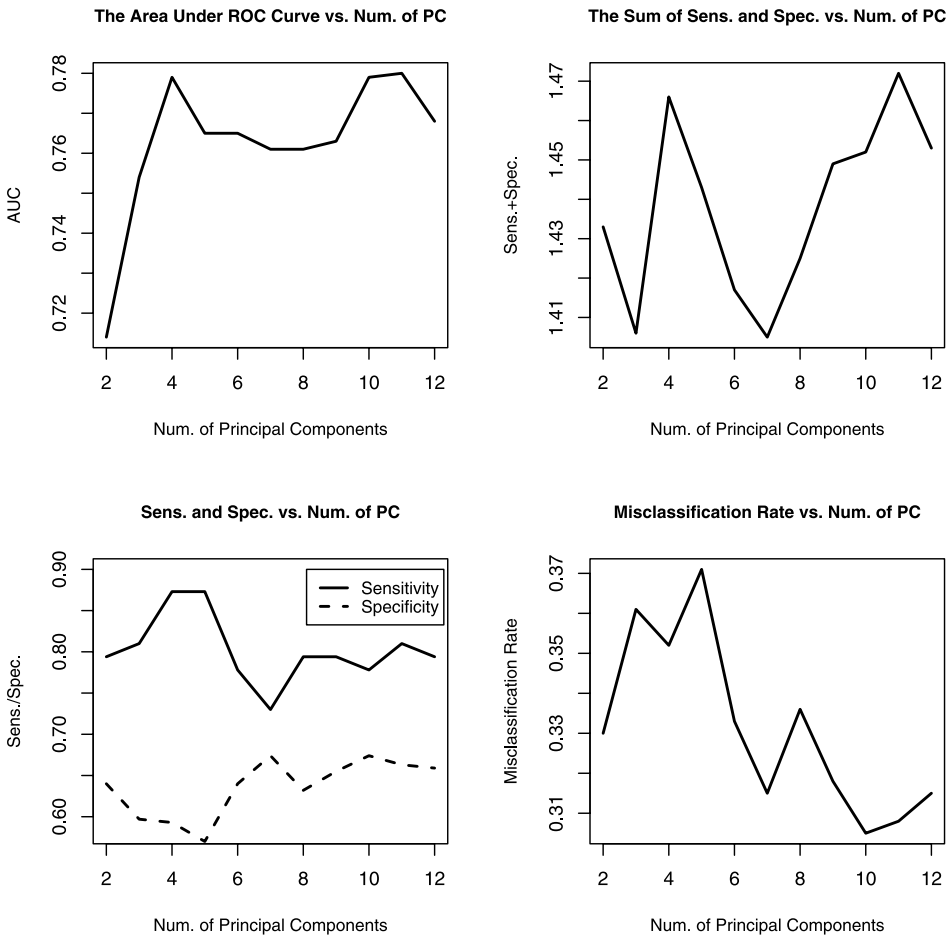 The Area Under ROC Curve vs. Num. of PC
AUC
0.78
0.76
0.74
0.72
2 4 6 8 10 12
Num. of Principal Components
The Sum of Sens. and Spec. vs. Num. of PC
Sens.+Spec.
1.47
1.45
1.43
1.41
2 4 6 8 10 12
Num. of Principal Components
Sens. and Spec. vs. Num. of PC
Sens./Spec.
0.90
0.80
0.70
0.60
Sensitivity
Specificity
2 4 6 8 10 12
Num. of Principal Components
Misclassification Rate vs. Num. of PC
Misclassification Rate
0.37
0.35
0.33
0.31
2 4 6 8 10 12
Num. of Principal Components